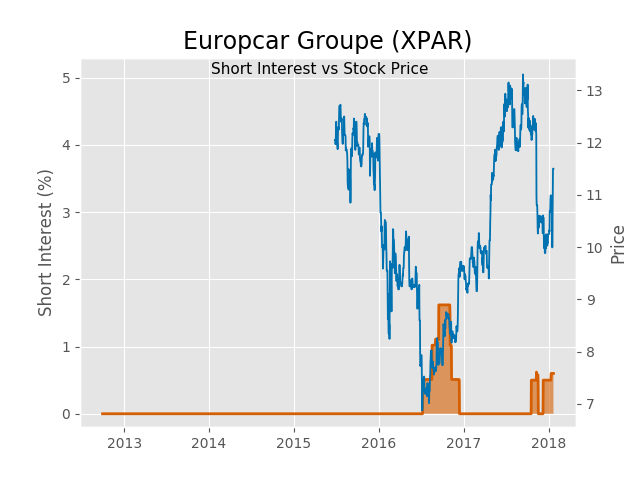 Europcar Groupe (XPAR)
Short Interest vs Stock Price
Short Interest (%)
5
4
3
2
1
0
13
12
11
10
9
8
7
Price
2013 2014 2015 2016 2017 2018